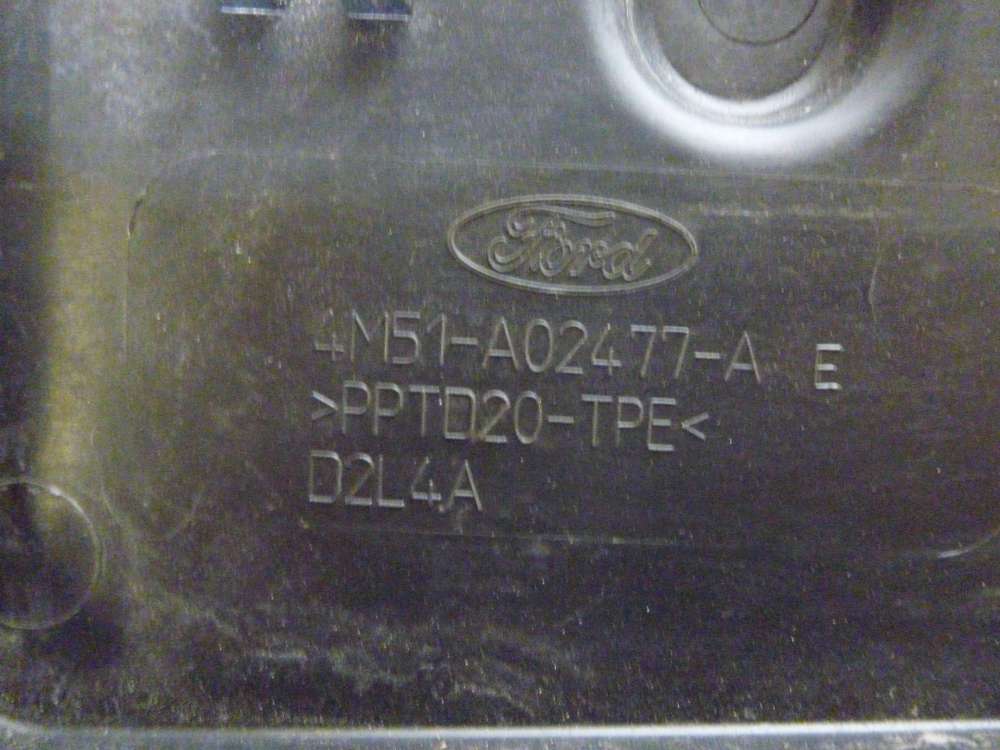 Ford
4M51-A02477-A E
>PPTD20-TPE<
D2L4A